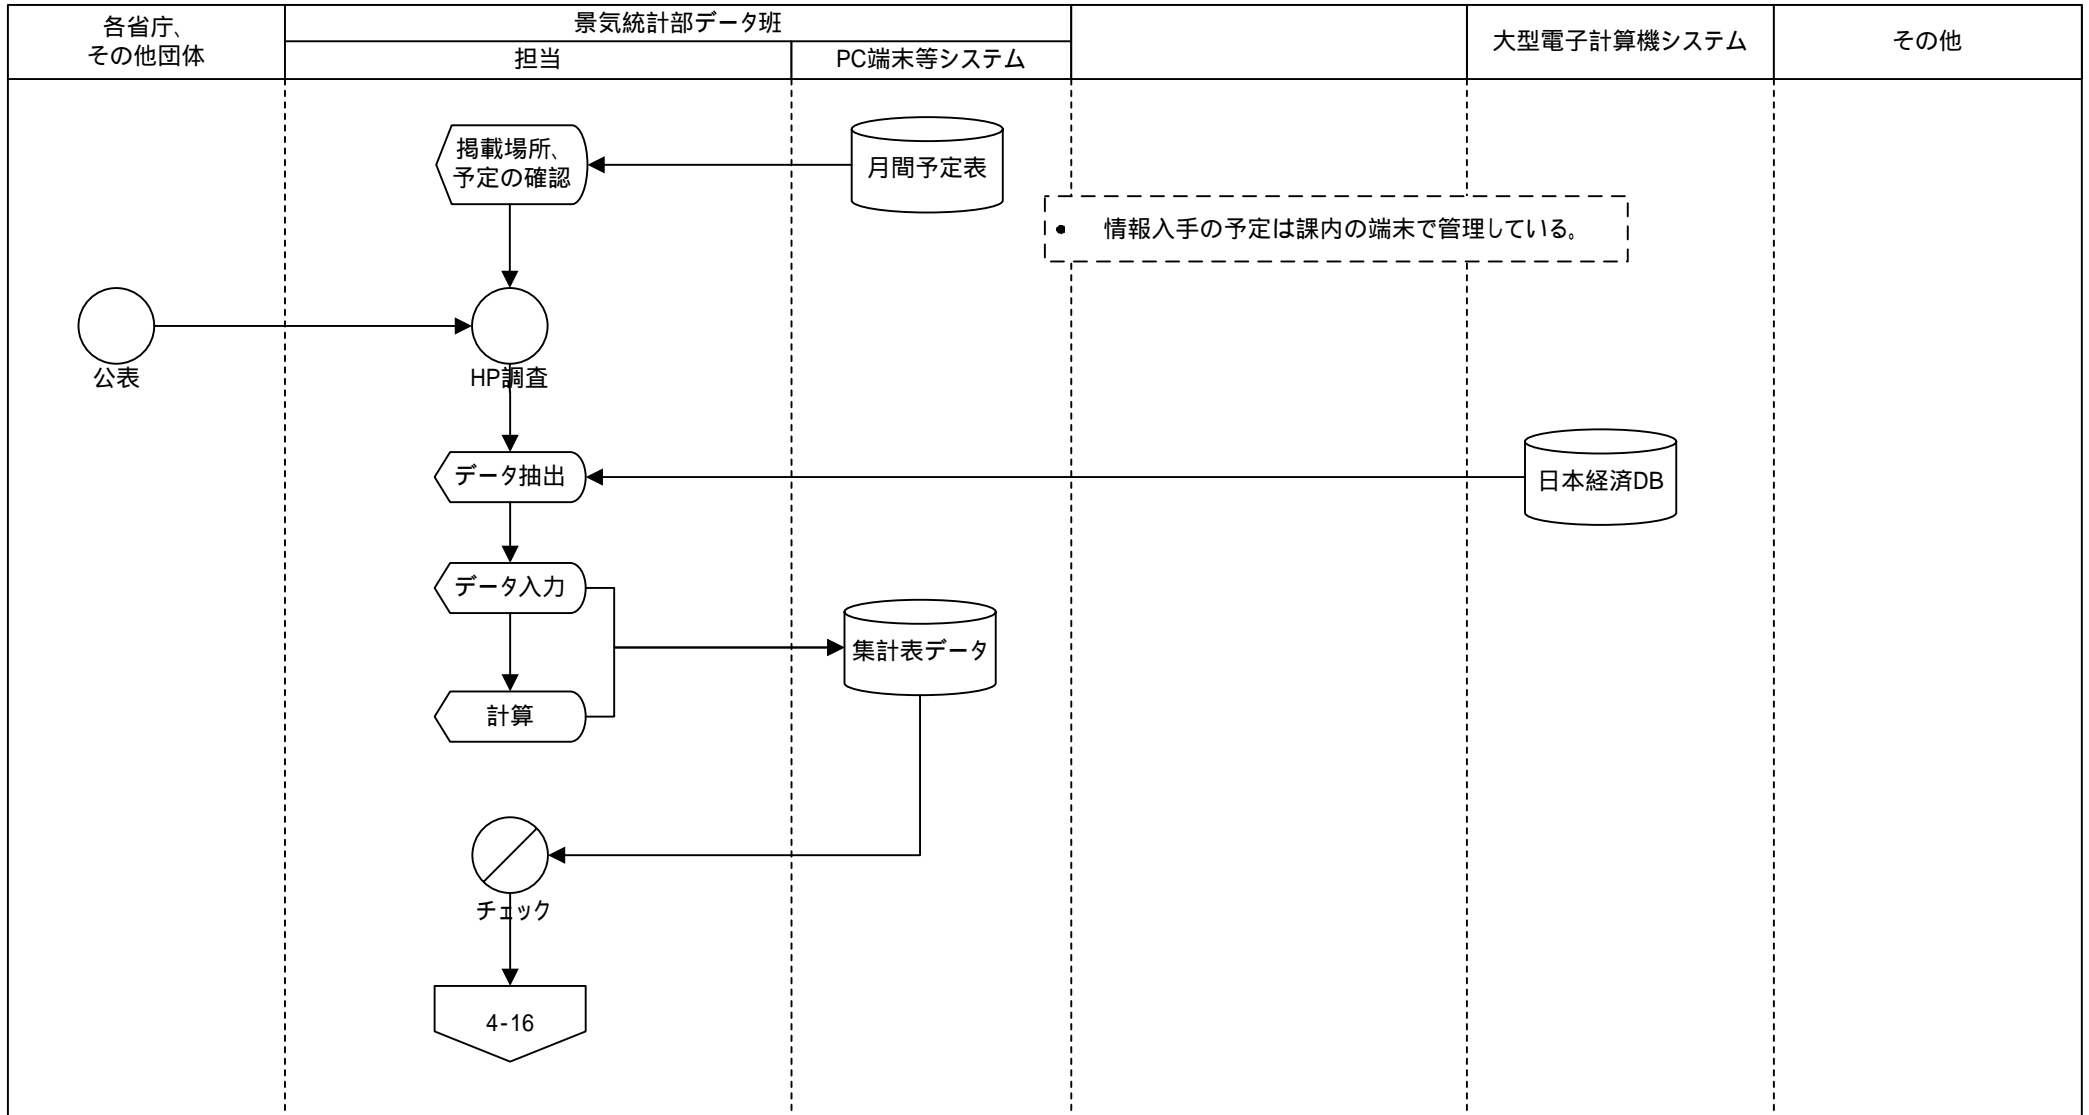 各省庁、
その他団体
景気統計部データ班
担当
PC端末等システム
大型電子計算機システム
その他
掲載場所、
予定の確認
月間予定表
• 情報入手の予定は課内の端末で管理している。
公表
HP調査
データ抽出
日本経済DB
データ入力
集計表データ
計算
チェック
4-16